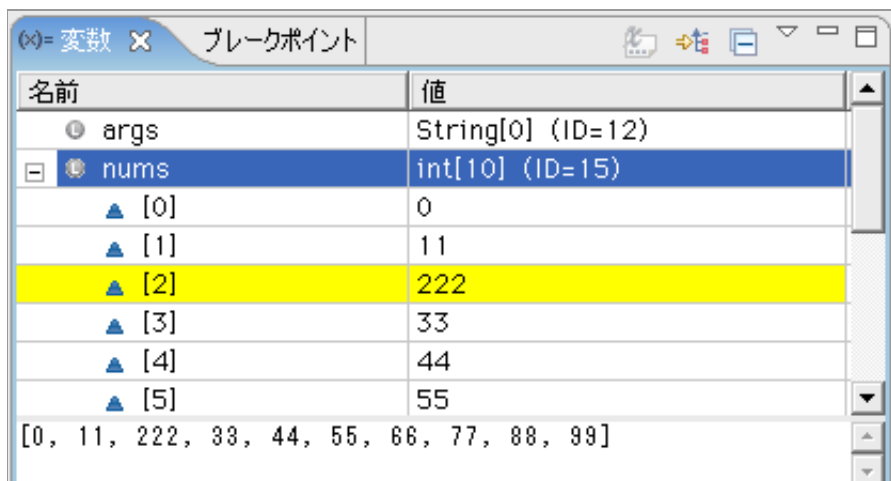 (x)= 変数 ブレークポイント
名前 値
args String[0] (ID=12)
nums int[10] (ID=15)
[0] 0
[1] 11
[2] 222
[3] 33
[4] 44
[5] 55
[0, 11, 222, 33, 44, 55, 66, 77, 88, 99]